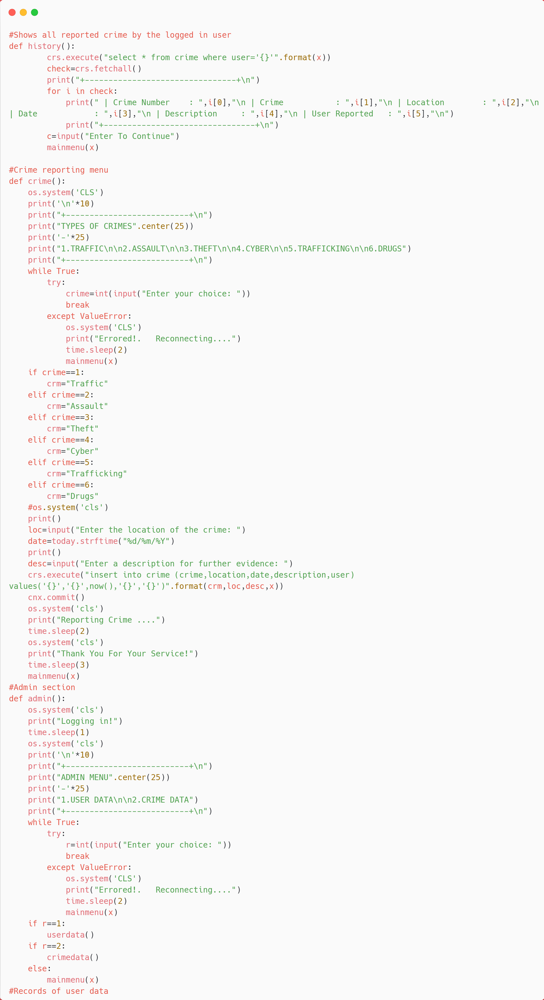 #Shows all reported crime by the logged in user
def history():
        crs.execute("select * from crime where user='{}'".format(x))
        check=crs.fetchall()
        print("+--------------------------------+\n")
        for i in check:
            print(" | Crime Number    : ",i[0],"\n | Crime           : ",i[1],"\n | Location        : ",i[2],"\n
| Date            : ",i[3],"\n | Description     : ",i[4],"\n | User Reported   : ",i[5],"\n")
            print("+--------------------------------+\n")
        c=input("Enter To Continue")
        mainmenu(x)

#Crime reporting menu
def crime():
    os.system('CLS')
    print('\n'*10)
    print("+--------------------------+\n")
    print("TYPES OF CRIMES".center(25))
    print('-'*25)
    print("1.TRAFFIC\n\n2.ASSAULT\n\n3.THEFT\n\n4.CYBER\n\n5.TRAFFICKING\n\n6.DRUGS")
    print("+--------------------------+\n")
    while True:
        try:
            crime=int(input("Enter your choice: "))
            break
        except ValueError:
            os.system('CLS')
            print("Errored!.   Reconnecting....")
            time.sleep(2)
            mainmenu(x)
    if crime==1:
        crm="Traffic"
    elif crime==2:
        crm="Assault"
    elif crime==3:
        crm="Theft"
    elif crime==4:
        crm="Cyber"
    elif crime==5:
        crm="Trafficking"
    elif crime==6:
        crm="Drugs"
    #os.system('cls')
    print()
    loc=input("Enter the location of the crime: ")
    date=today.strftime("%d/%m/%Y")
    print()
    desc=input("Enter a description for further evidence: ")
    crs.execute("insert into crime (crime,location,date,description,user)
values('{}','{}',now(),'{}','{}')".format(crm,loc,desc,x))
    cnx.commit()
    os.system('cls')
    print("Reporting Crime ....")
    time.sleep(2)
    os.system('cls')
    print("Thank You For Your Service!")
    time.sleep(3)
    mainmenu(x)
#Admin section
def admin():
    os.system('cls')
    print("Logging in!")
    time.sleep(1)
    os.system('cls')
    print('\n'*10)
    print("+--------------------------+\n")
    print("ADMIN MENU".center(25))
    print('-'*25)
    print("1.USER DATA\n\n2.CRIME DATA")
    print("+--------------------------+\n")
    while True:
        try:
            r=int(input("Enter your choice: "))
            break
        except ValueError:
            os.system('CLS')
            print("Errored!.   Reconnecting....")
            time.sleep(2)
            mainmenu(x)
    if r==1:
        userdata()
    if r==2:
        crimedata()
    else:
        mainmenu(x)
#Records of user data